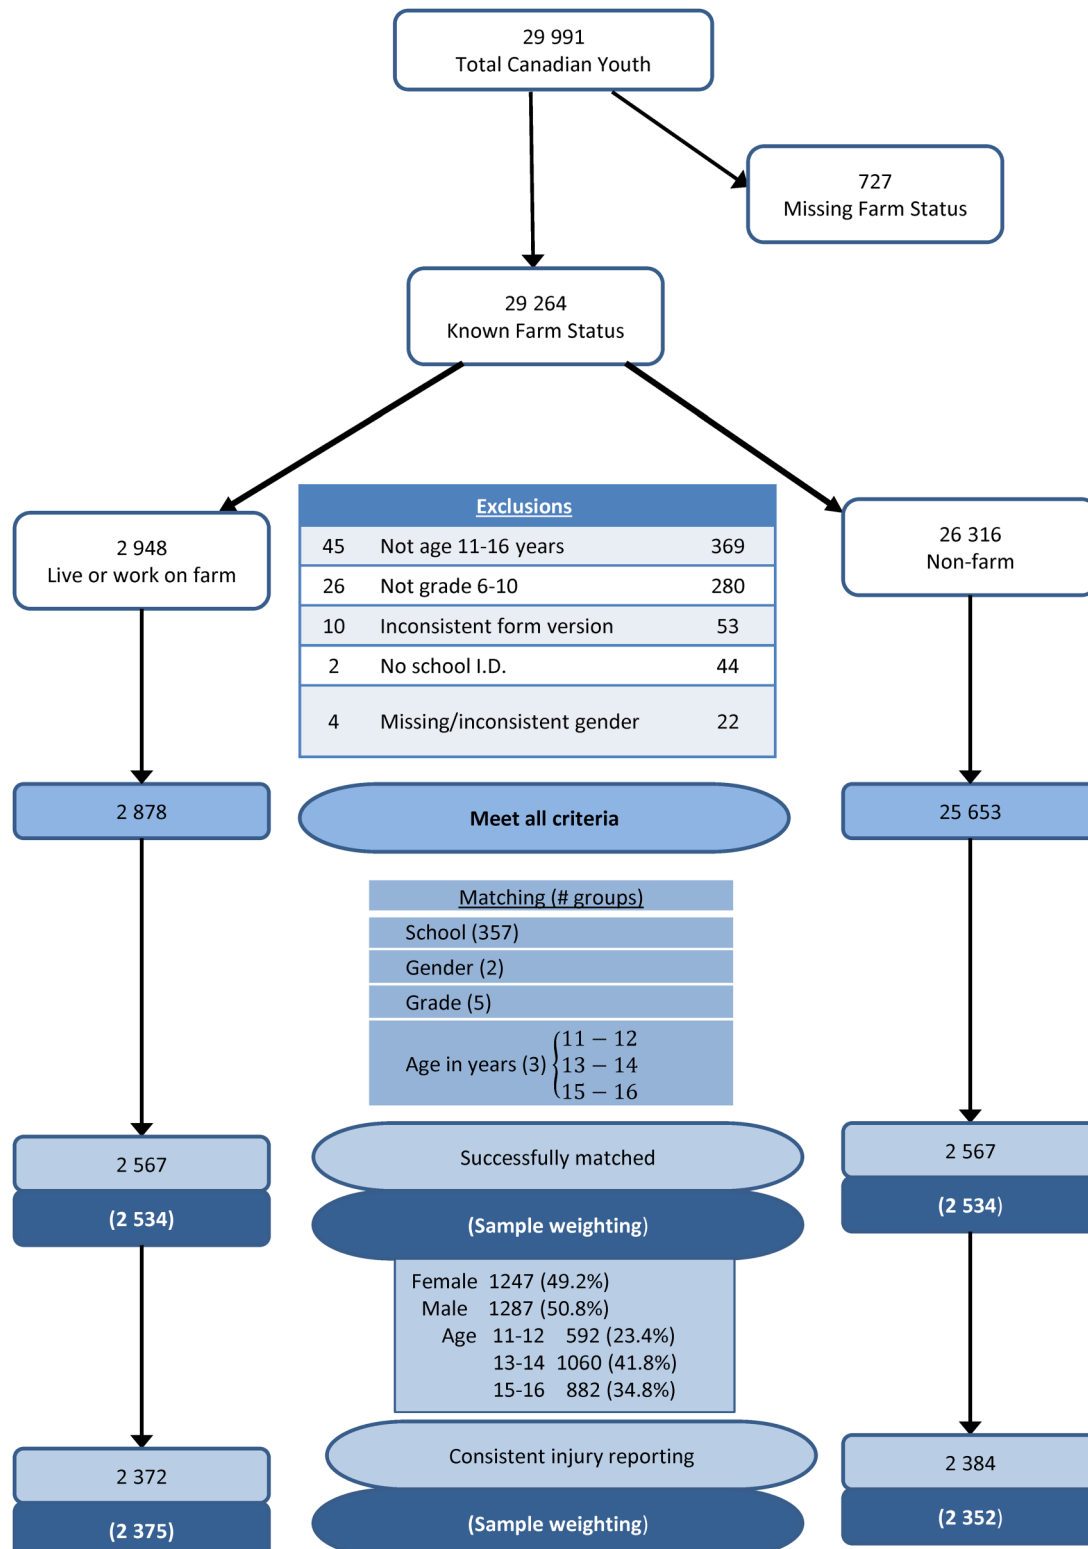 29 991
Total Canadian Youth
727
Missing Farm Status
29 264
Known Farm Status
2 948
Live or work on farm
26 316
Non-farm
Exclusions
45 Not age 11-16 years 369
26 Not grade 6-10 280
10 Inconsistent form version 53
2 No school I.D. 44
4 Missing/inconsistent gender 22
2 878
Meet all criteria
25 653
Matching (# groups)
School (357)
Gender (2)
Grade (5)
Age in years (3) { 11 − 12
13 − 14
15 − 16
2 567
Successfully matched
2 567
(2 534)
(Sample weighting)
(2 534)
Female 1247 (49.2%)
Male 1287 (50.8%)
Age 11-12 592 (23.4%)
13-14 1060 (41.8%)
15-16 882 (34.8%)
2 372
Consistent injury reporting
2 384
(2 375)
(Sample weighting)
(2 352)